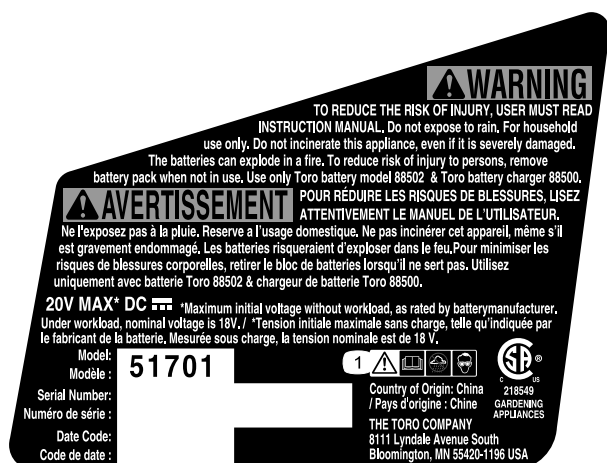 WARNING
TO REDUCE THE RISK OF INJURY, USER MUST READ
INSTRUCTION MANUAL. Do not expose to rain. For household
use only. Do not incinerate this appliance, even if it is severely damaged.
The batteries can explode in a fire. To reduce risk of injury to persons, remove
battery pack when not in use. Use only Toro battery model 88502 & Toro battery charger 88500.
AVERTISSEMENT POUR RÉDUIRE LES RISQUES DE BLESSURES, LISEZ
ATTENTIVEMENT LE MANUEL DE L'UTILISATEUR.
Ne l'exposez pas à la pluie. Reserve a l'usage domestique. Ne pas incinérer cet appareil, même s'il
est gravement endommagé. Les batteries risqueraient d'exploser dans le feu.Pour minimiser les
risques de blessures corporelles, retirer le bloc de batteries lorsqu'il ne sert pas. Utilisez
uniquement avec batterie Toro 88502 & chargeur de batterie Toro 88500.
20V MAX* DC *Maximum initial voltage without workload, as rated by batterymanufacturer.
Under workload, nominal voltage is 18V. / *Tension initiale maximale sans charge, telle qu'indiquée par
le fabricant de la batterie. Mesurée sous charge, la tension nominale est de 18 V.
Model:
Modèle :
51701
Serial Number:
Numéro de série :
Date Code:
Code de date :
1
Country of Origin: China
/ Pays d'origine : Chine
THE TORO COMPANY
8111 Lyndale Avenue South
Bloomington, MN 55420-1196 USA
SA ®
C US
218549
GARDENING
APPLIANCES